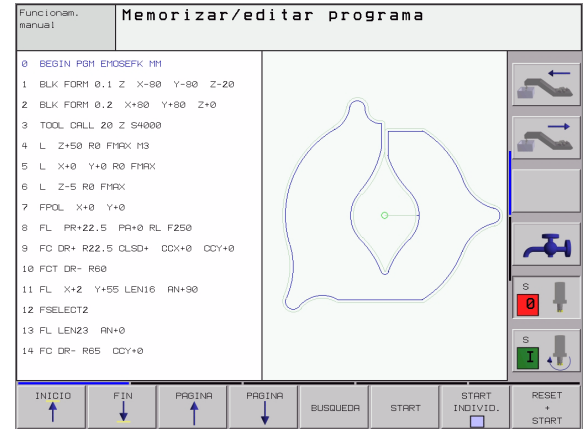 Funcionam.
manual
Memorizar/editar programa
0 BEGIN PGM EMOSEFK MM
1 BLK FORM 0.1 Z X-80 Y-80 Z-20
2 BLK FORM 0.2 X+80 Y+80 Z+0
3 TOOL CALL 20 Z S4000
4 L Z+50 R0 FMAX M3
5 L X+0 Y+0 R0 FMAX
6 L Z-5 R0 FMAX
7 FPOL X+0 Y+0
8 FL PR+22.5 PA+0 RL F250
9 FC DR+ R22.5 CLSD+ CCX+0 CCY+0
10 FCT DR- R60
11 FL X+2 Y+55 LEN16 AN+90
12 FSELECT2
13 FL LEN23 AN+0
14 FC DR- R65 CCY+0
S
0
S
I
INICIO
FIN
PAGINA
PAGINA
BUSQUEDA
START
START
INDIVID.
RESET
+
START